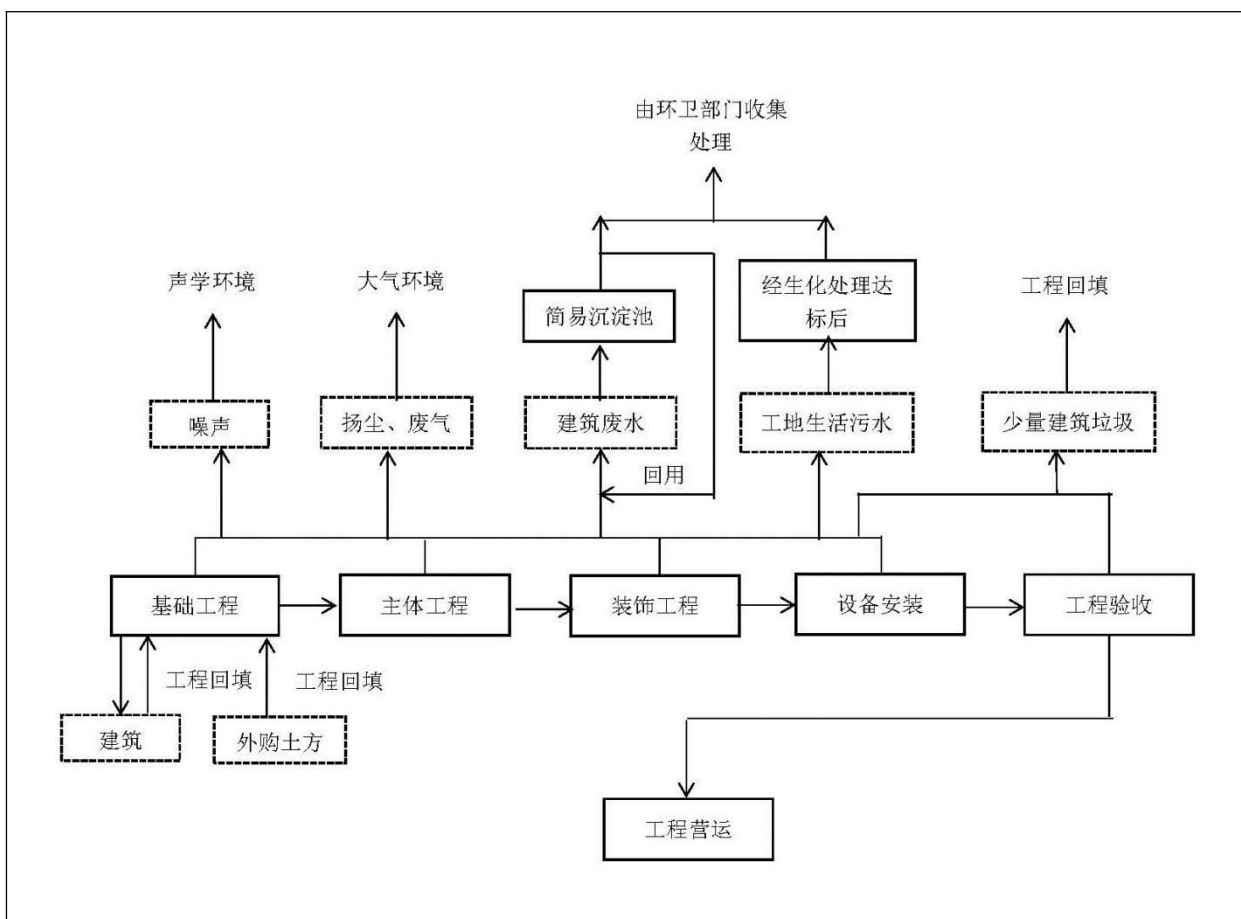 由环卫部门收集
处理
声学环境
大气环境
简易沉淀池
经生化处理达
标后
工程回填
噪声
扬尘、废气
建筑废水
工地生活污水
少量建筑垃圾
回用
基础工程
主体工程
装饰工程
设备安装
工程验收
工程回填
工程回填
建筑
外购土方
工程营运